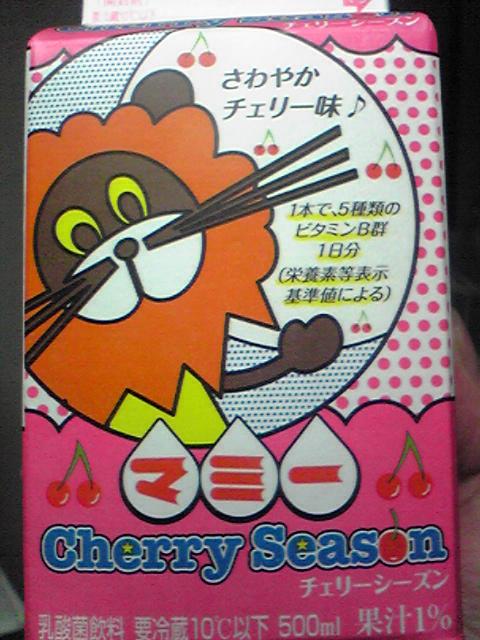 チェリーシーズン
さわやか
チェリー味♪
1本で、5種類の
ビタミンB群
1日分
(栄養素等表示
基準値による)
マミー
Cherry Season
チェリーシーズン
乳酸菌飲料 要冷蔵10℃以下 500ml 果汁1%